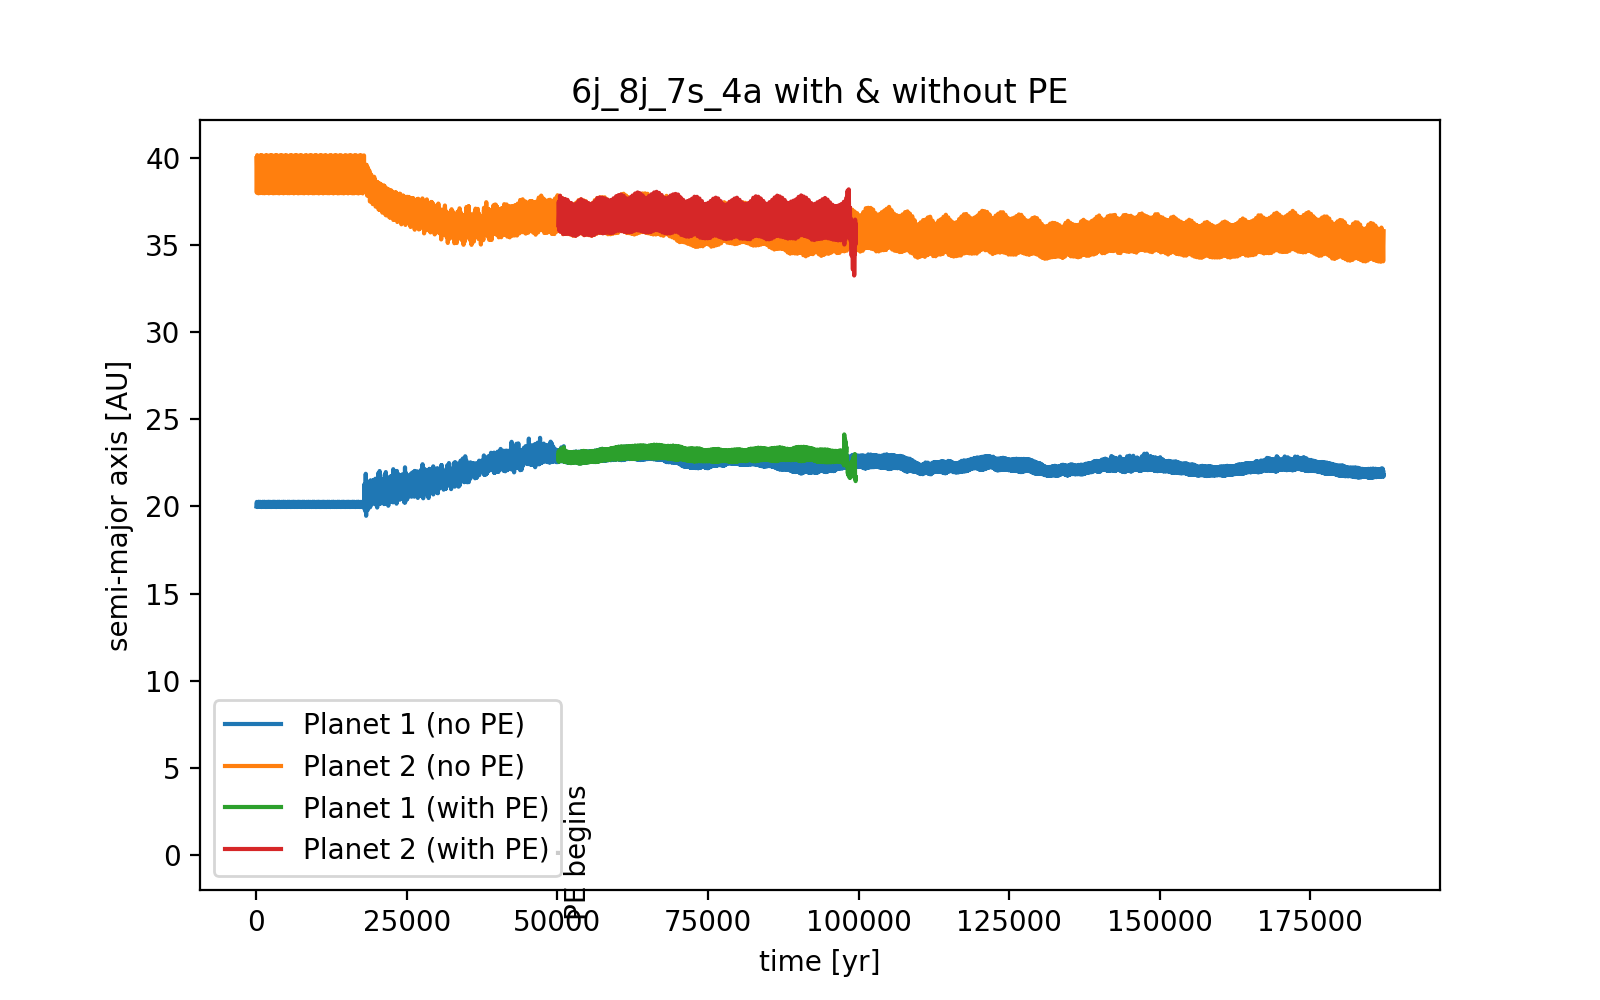 6j_8j_7s_4a with & without PE
semi-major axis [AU]
40
35
30
25
20
15
10
5
0
Planet 1 (no PE)
Planet 2 (no PE)
Planet 1 (with PE)
Planet 2 (with PE)
PE begins
0 25000 50000 75000 100000 125000 150000 175000
time [yr]